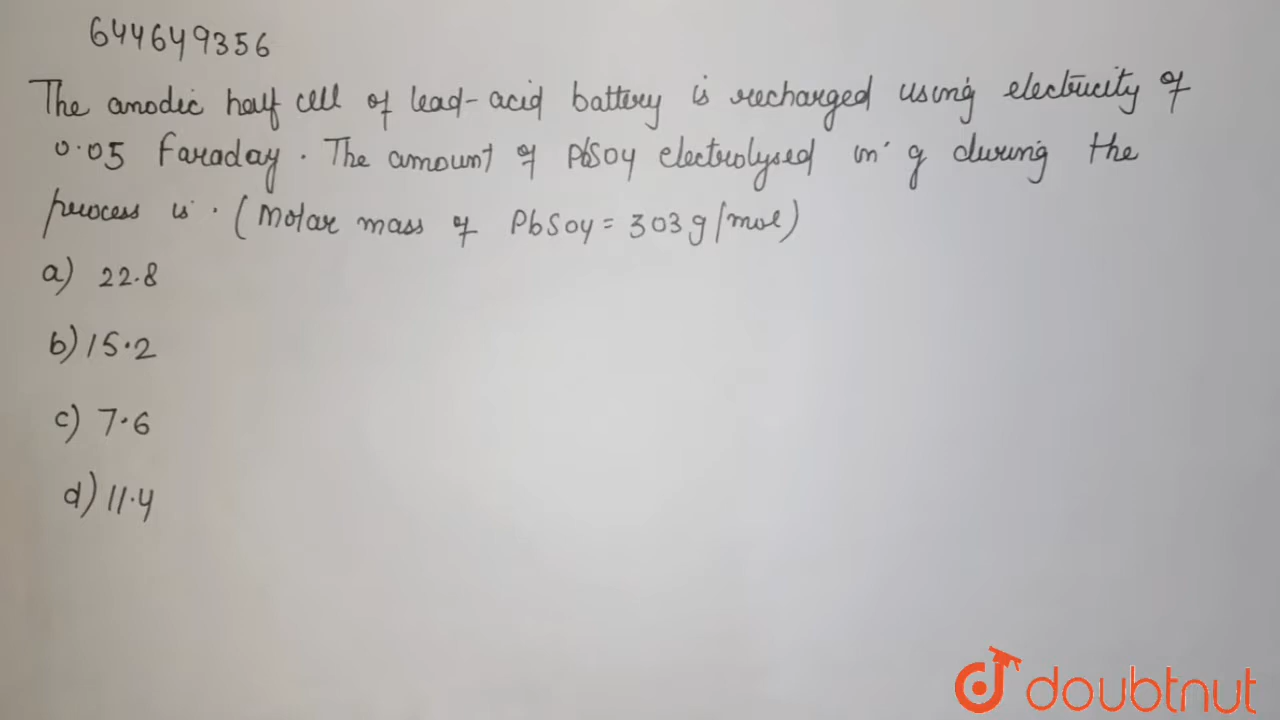 644649356
The anodic half cell of lead-acid battery is recharged using electricity of
0.05 Faraday. The amount of PbSO4 electrolysed in g during the
process is. (Molar mass of PbSO4 = 303g/mol)
a) 22.8
b) 15.2
c) 7.6
d) 11.4
doubtnut